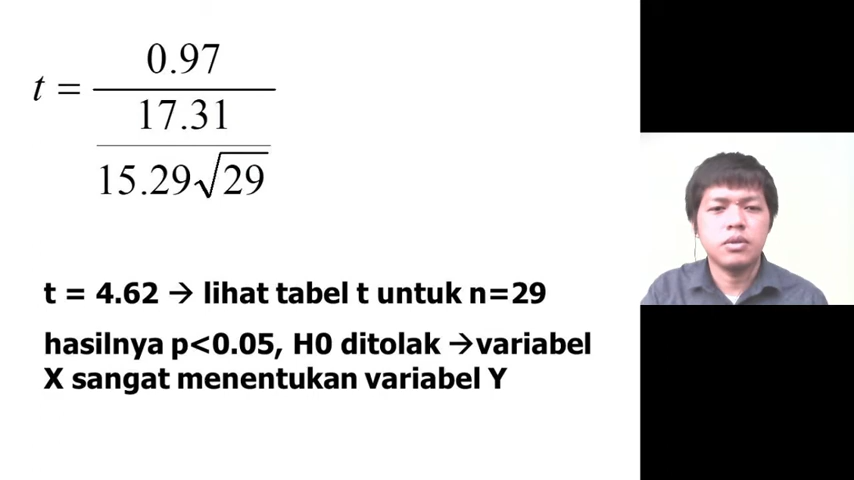 t = 0.97
17.31
15.29√29
t = 4.62 → lihat tabel t untuk n=29
hasilnya p<0.05, H0 ditolak →variabel
X sangat menentukan variabel Y